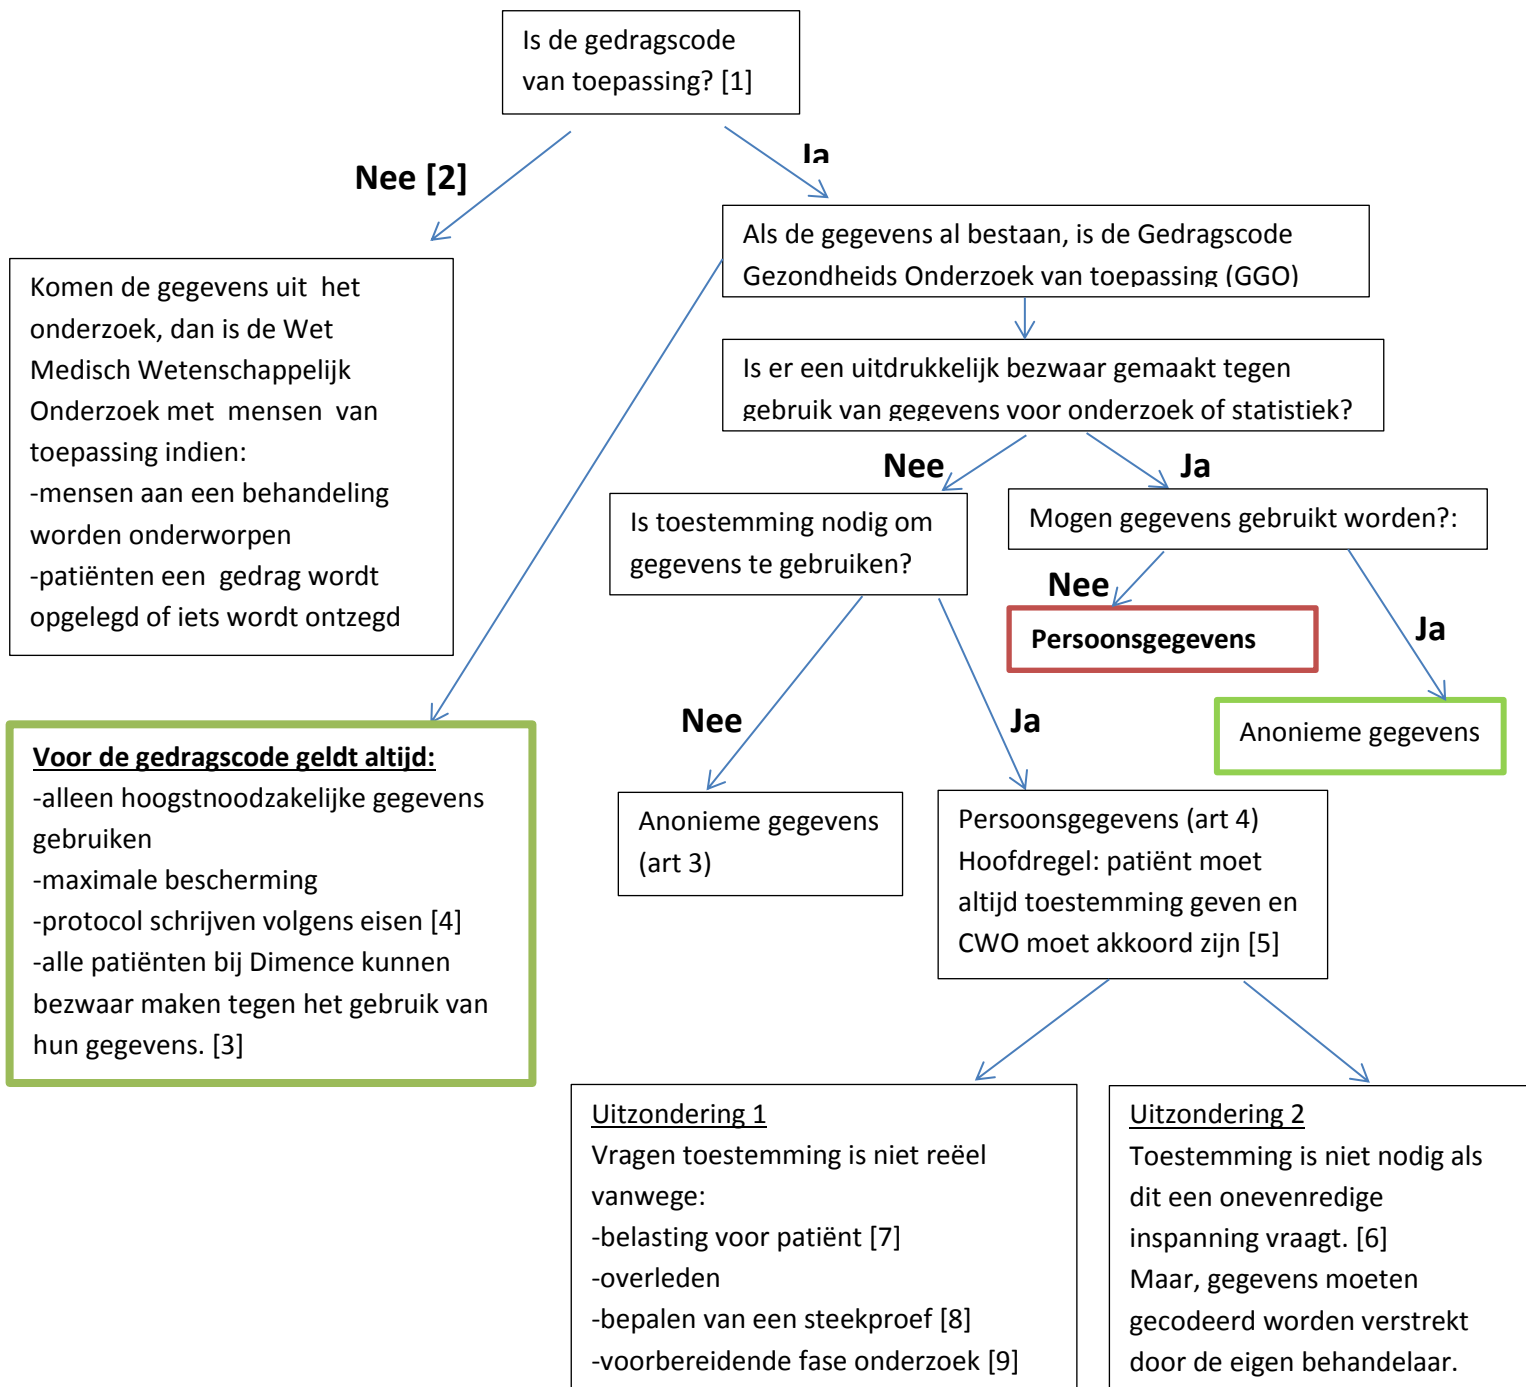 Is de gedragscode
van toepassing? [1]
Nee [2]
Ja
Als de gegevens al bestaan, is de Gedragscode
Gezondheids Onderzoek van toepassing (GGO)
Komen de gegevens uit  het
onderzoek, dan is de Wet
Medisch Wetenschappelijk
Onderzoek met  mensen  van
toepassing indien:
-mensen aan een behandeling
worden onderworpen
-patiënten een  gedrag wordt
opgelegd of iets wordt ontzegd
Is er een uitdrukkelijk bezwaar gemaakt tegen
gebruik van gegevens voor onderzoek of statistiek?
Nee
Ja
Is toestemming nodig om
gegevens te gebruiken?
Mogen gegevens gebruikt worden?:
Nee
Ja
Persoonsgegevens
Anonieme gegevens
Nee
Ja
Voor de gedragscode geldt altijd:
-alleen hoogstnoodzakelijke gegevens
gebruiken
-maximale bescherming
-protocol schrijven volgens eisen [4]
-alle patiënten bij Dimence kunnen
bezwaar maken tegen het gebruik van
hun gegevens. [3]
Anonieme gegevens
(art 3)
Persoonsgegevens (art 4)
Hoofdregel: patiënt moet
altijd toestemming geven en
CWO moet akkoord zijn [5]
Uitzondering 1
Vragen toestemming is niet reëel
vanwege:
-belasting voor patiënt [7]
-overleden
-bepalen van een steekproef [8]
-voorbereidende fase onderzoek [9]
Uitzondering 2
Toestemming is niet nodig als
dit een onevenredige
inspanning vraagt. [6]
Maar, gegevens moeten
gecodeerd worden verstrekt
door de eigen behandelaar.